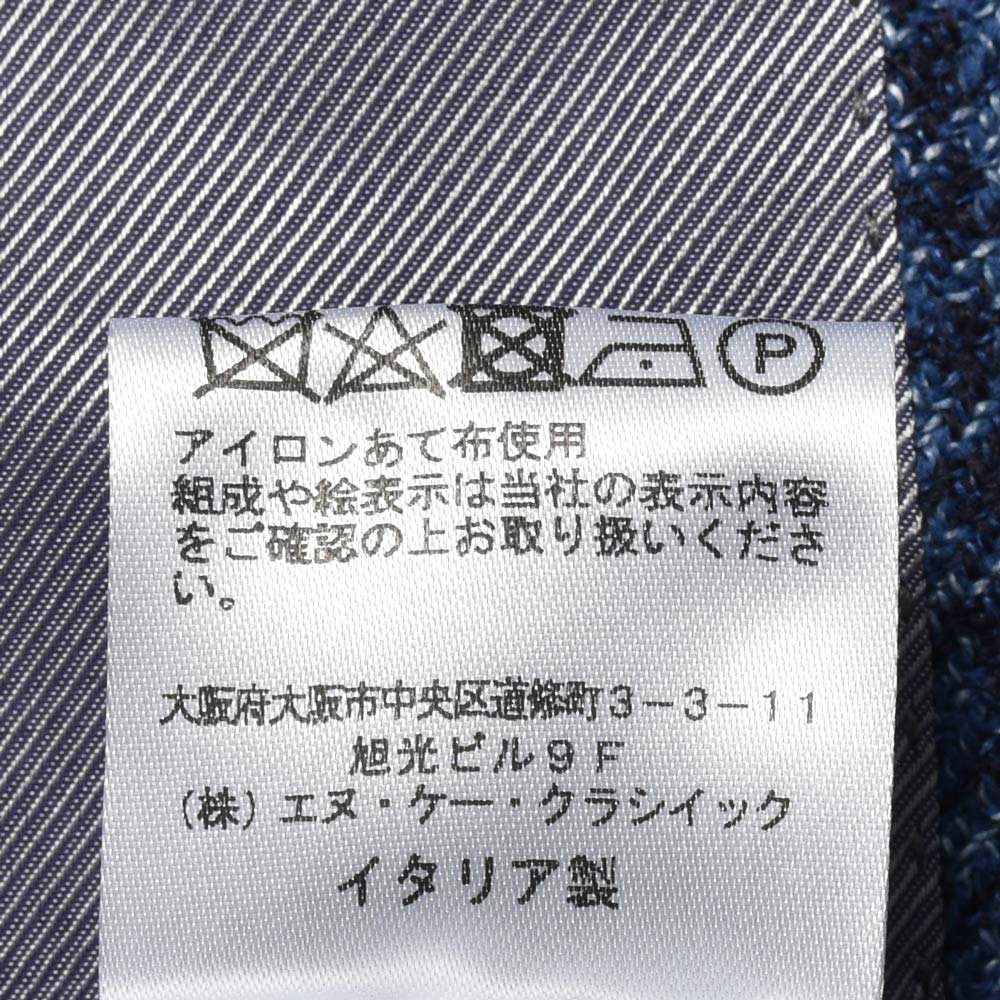 P
アイロンあて布使用
組成や絵表示は当社の表示内容
をご確認の上お取り扱いくださ
い。
大阪府大阪市中央区道修町3-3-11
旭光ビル9F
(株)エヌ・ケー・クラシイック
イタリア製